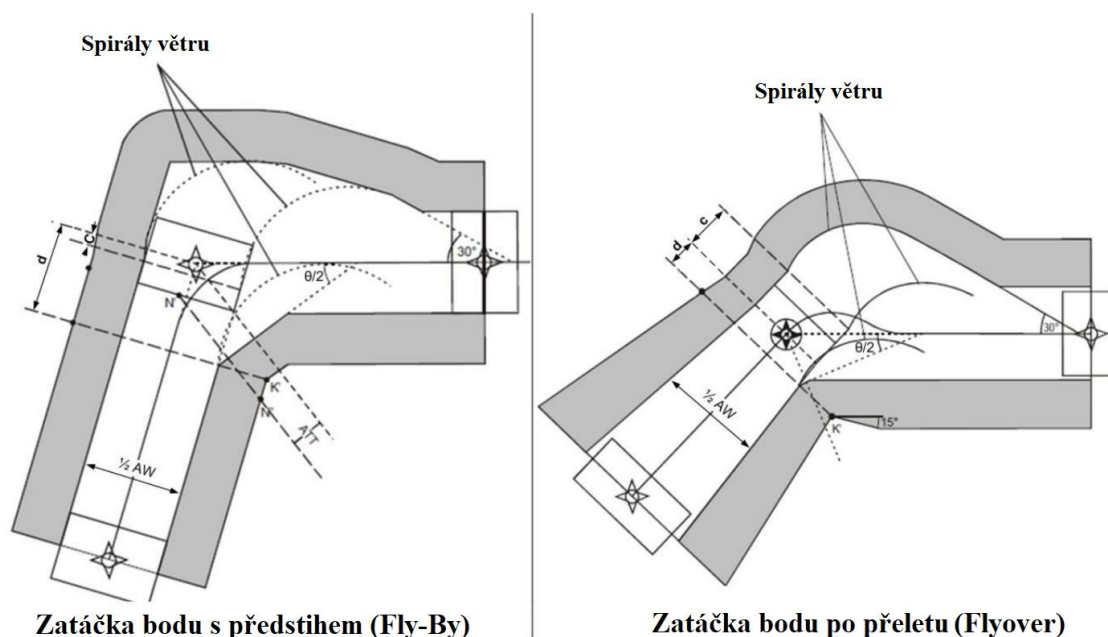 Spirály větru
d
C
N'
30°
θ/2
K'
N'
ATT
½ AW
Zatáčka bodu s předstihem (Fly-By)
Spirály větru
c
d
30°
θ/2
½ AW
K'
15°
Zatáčka bodu po přeletu (Flyover)